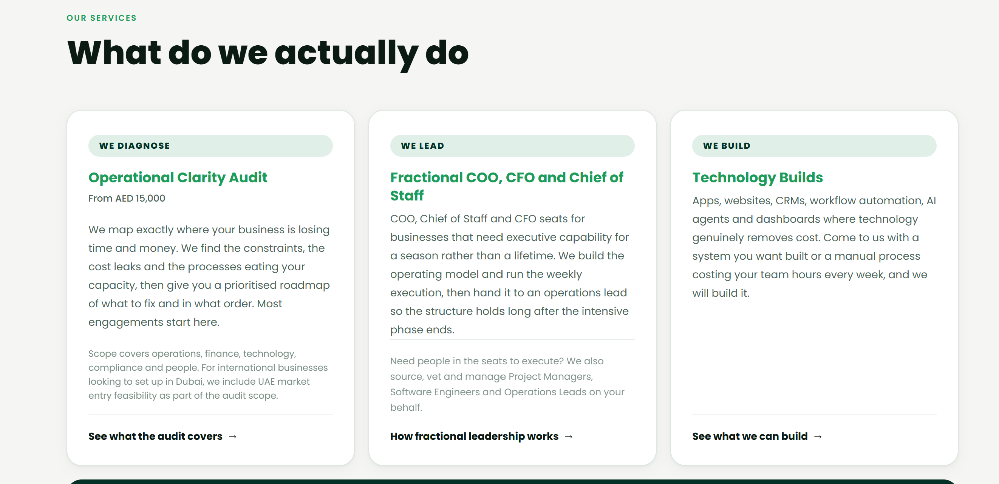 OUR SERVICES
What do we actually do
WE DIAGNOSE
Operational Clarity Audit
From AED 15,000
We map exactly where your business is losing
time and money. We find the constraints, the
cost leaks and the processes eating your
capacity, then give you a prioritised roadmap
of what to fix and in what order. Most
engagements start here.
Scope covers operations, finance, technology,
compliance and people. For international businesses
looking to set up in Dubai, we include UAE market
entry feasibility as part of the audit scope.
See what the audit covers →
WE LEAD
Fractional COO, CFO and Chief of
Staff
COO, Chief of Staff and CFO seats for
businesses that need executive capability for
a season rather than a lifetime. We build the
operating model and run the weekly
execution, then hand it to an operations lead
so the structure holds long after the intensive
phase ends.
Need people in the seats to execute? We also
source, vet and manage Project Managers,
Software Engineers and Operations Leads on your
behalf.
How fractional leadership works →
WE BUILD
Technology Builds
Apps, websites, CRMs, workflow automation, AI
agents and dashboards where technology
genuinely removes cost. Come to us with a
system you want built or a manual process
costing your team hours every week, and we
will build it.
See what we can build →